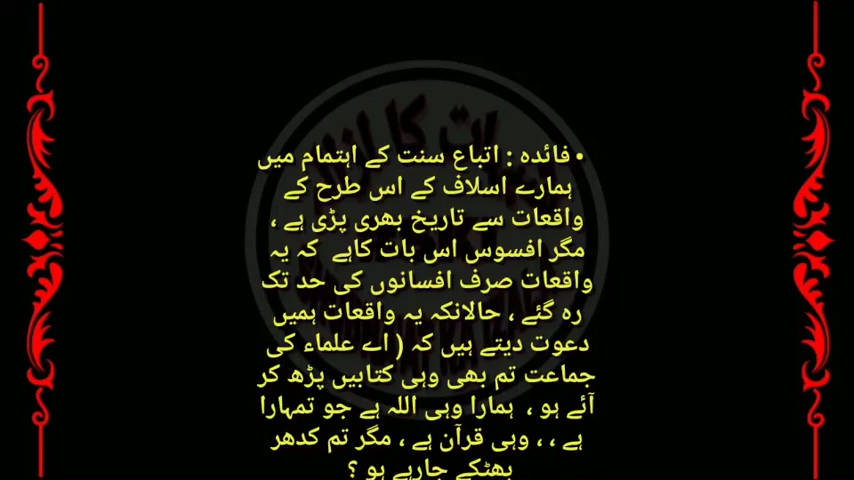 • فائدہ : اتباع سنت کے اہتمام میں
ہمارے اسلاف کے اس طرح کے
واقعات سے تاریخ بھری پڑی ہے ،
مگر افسوس اس بات کاہے کہ یہ
واقعات صرف افسانوں کی حد تک
رہ گئے ، حالانکہ یہ واقعات ہمیں
دعوت دیتے ہیں کہ ( اے علماء کی
جماعت تم بھی وہی کتابیں پڑھ کر
آئے ہو ، ہمارا وہی اللہ ہے جو تمہارا
ہے ، ، وہی قرآن ہے ، مگر تم کدھر
بھٹکے جارہے ہو ؟